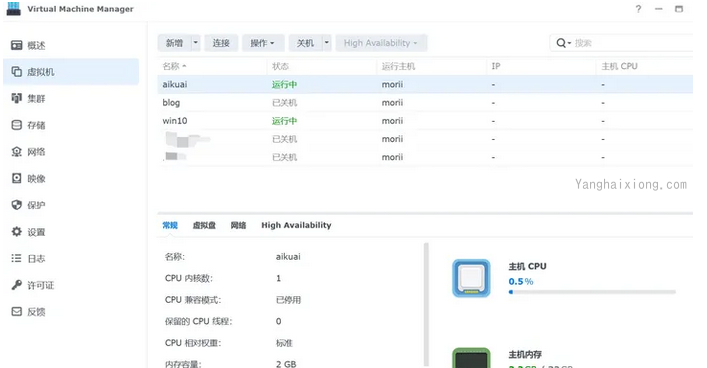 Virtual Machine Manager
?
概述
虚拟机
集群
存储
网络
映像
保护
设置
日志
许可证
反馈
新增 连接 操作 关机 High Availability 搜索
名称 状态 运行主机 IP 主机 CPU
aikuai 运行中 morii - -
blog 已关机 morii - -
win10 运行中 morii - -
已关机 morii - -
已关机 morii - -
Yanghaixiong.com
常规 虚拟盘 网络 High Availability
名称: aikuai
CPU 内核数: 1
CPU 兼容模式: 已停用
保留的 CPU 线程: 0
CPU 相对权重: 标准
内存容量: 2 GB
主机 CPU
0.5%
主机内存